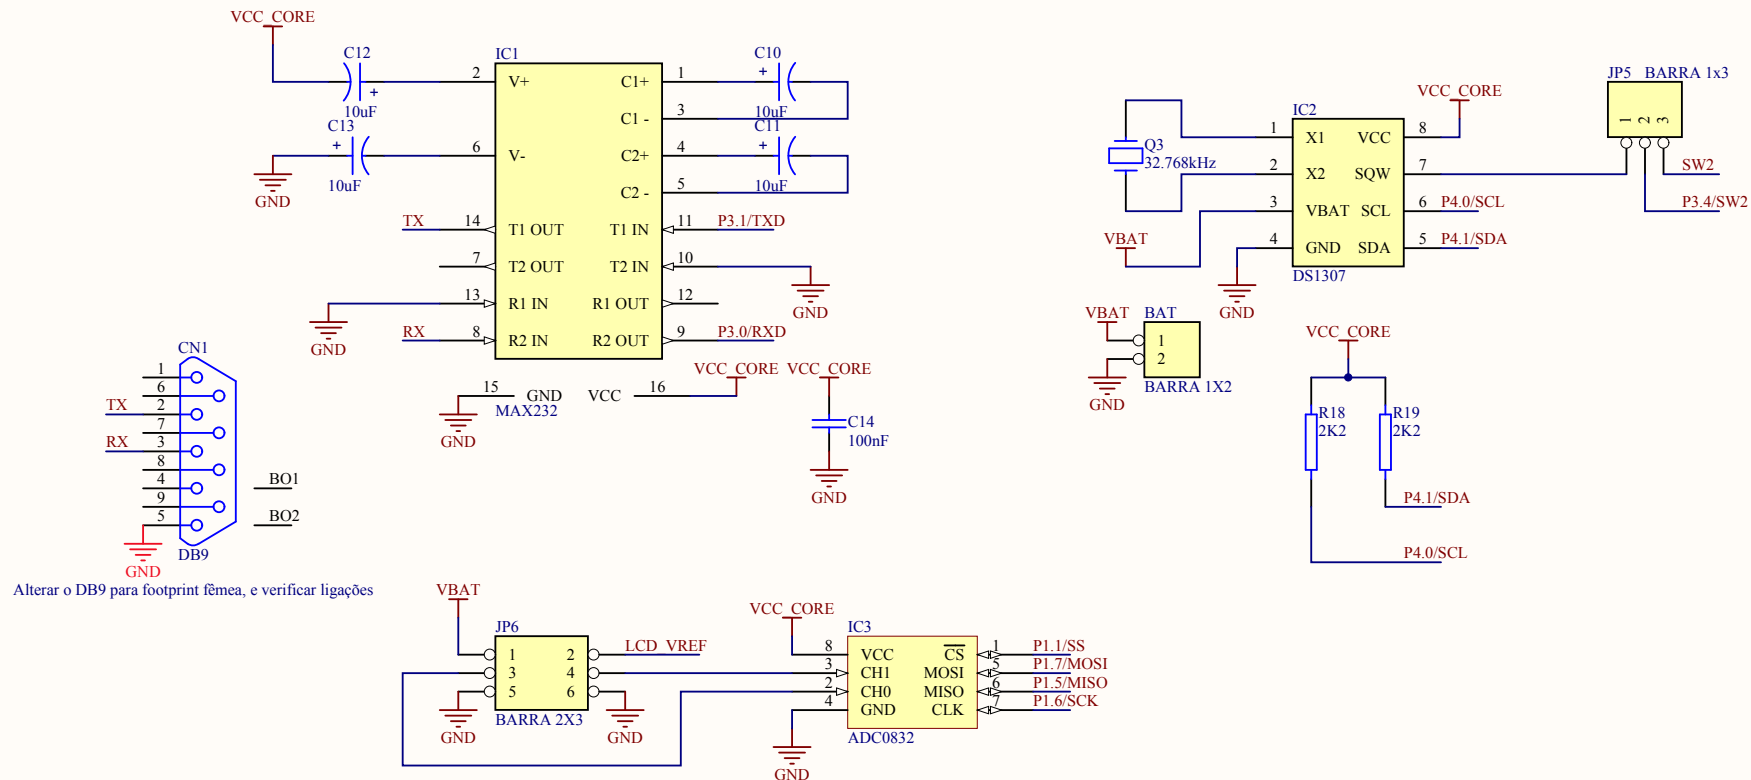 VCC_CORE
C12
+
10uF
C13
+
10uF
GND
IC1
2 V+ C1+ 1
C1 - 3
6 V- C2+ 4
C2 - 5
14 T1 OUT T1 IN 11
7 T2 OUT T2 IN 10
13 R1 IN R1 OUT 12
8 R2 IN R2 OUT 9
C10
+
10uF
C11
+
10uF
TX
P3.1/TXD
GND
GND
RX
P3.0/RXD
15 GND VCC 16
MAX232
GND
VCC_CORE
VCC_CORE
C14
100nF
GND
CN1
1
6
TX 2
7
RX 3
8
4
9
5
BO1
BO2
GND
DB9
Alterar o DB9 para footprint fêmea, e verificar ligações
Q3
32.768kHz
IC2
1 X1 VCC 8
2 X2 SQW 7
3 VBAT SCL 6
4 GND SDA 5
DS1307
VCC_CORE
P4.0/SCL
P4.1/SDA
VBAT
GND
JP5 BARRA 1x3
1 2 3
SW2
P3.4/SW2
VBAT
BAT
1
2
BARRA 1X2
GND
VCC_CORE
R18
2K2
R19
2K2
P4.1/SDA
P4.0/SCL
VBAT
JP6
1 2
3 4
5 6
BARRA 2X3
LCD_VREF
GND
GND
VCC_CORE
IC3
8 VCC CS 1
3 CH1 MOSI 5
2 CH0 MISO 6
4 GND CLK 7
ADC0832
P1.1/SS
P1.7/MOSI
P1.5/MISO
P1.6/SCK
GND